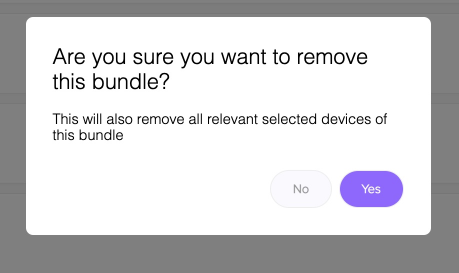 Are you sure you want to remove
this bundle?
This will also remove all relevant selected devices of
this bundle
No
Yes